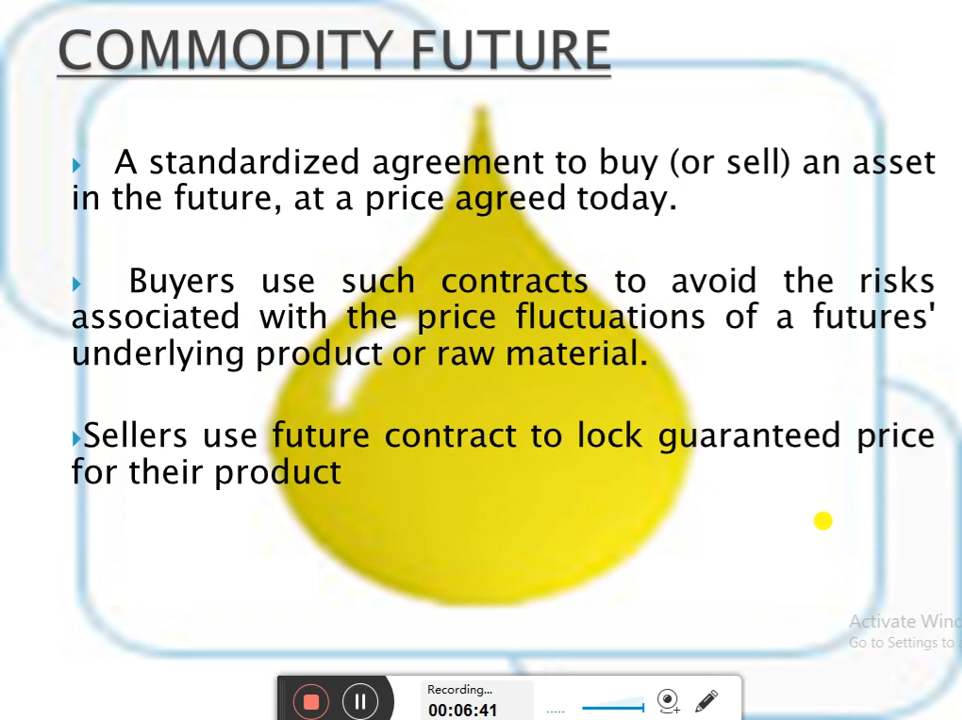 COMMODITY FUTURE
A standardized agreement to buy (or sell) an asset
in the future, at a price agreed today.
Buyers use such contracts to avoid the risks
associated with the price fluctuations of a futures'
underlying product or raw material.
Sellers use future contract to lock guaranteed price
for their product
Activate Wind
Go to Settings to
Recording...
00:06:41